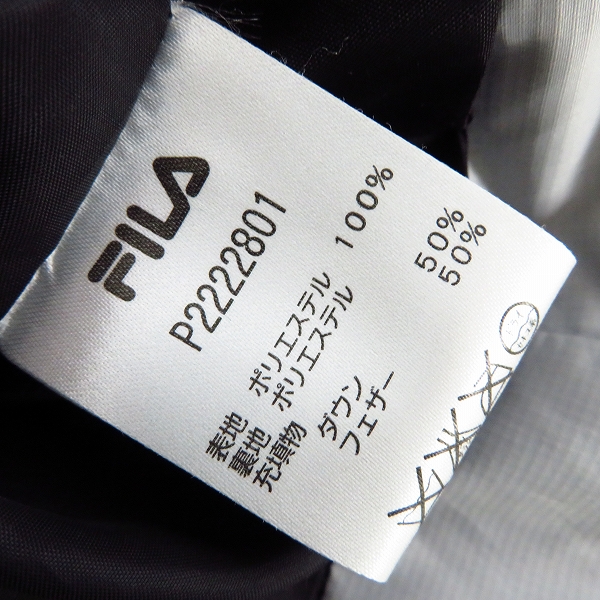 FILA
P2222801
表地 ポリエステル 100%
裏地 ポリエステル
充填物 ダウン 50%
フェザー 50%